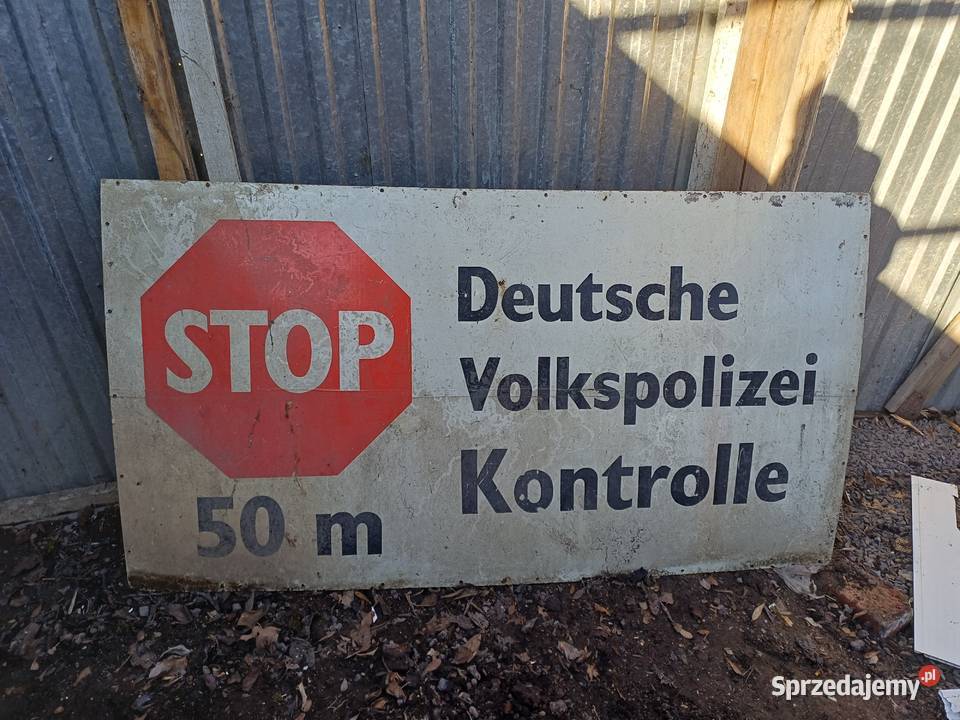 STOP
50 m
Deutsche
Volkspolizei
Kontrolle
Sprzedajemy.pl